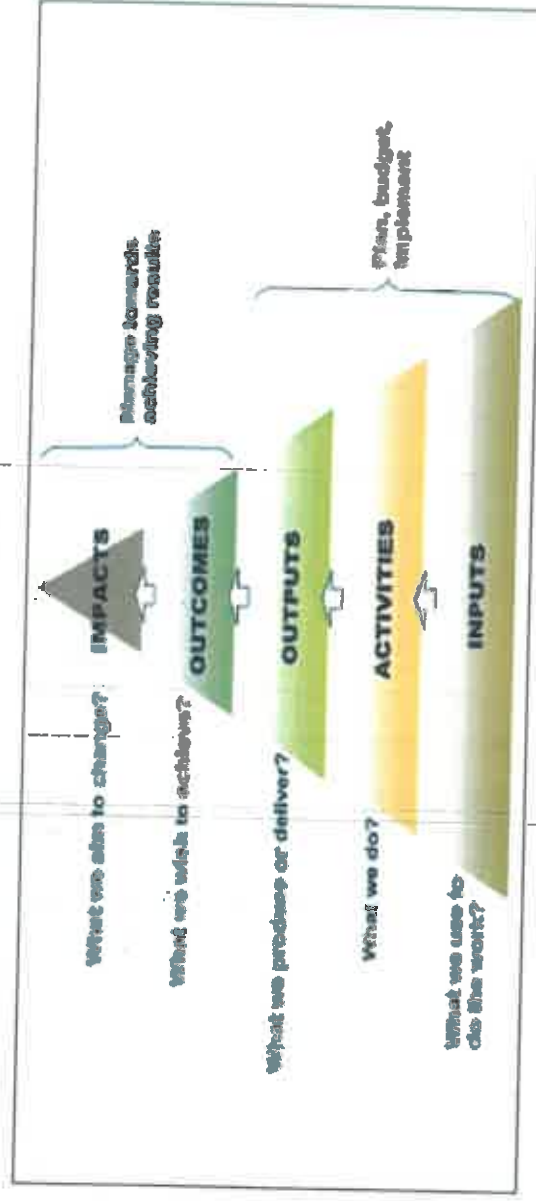 What we aim to change?
IMPACTS
Manage towards
achieving results
What we wish to achieve?
OUTCOMES
What we produce or deliver?
OUTPUTS
Plan, budget,
implement
What we do?
ACTIVITIES
What we use to
do the work?
INPUTS